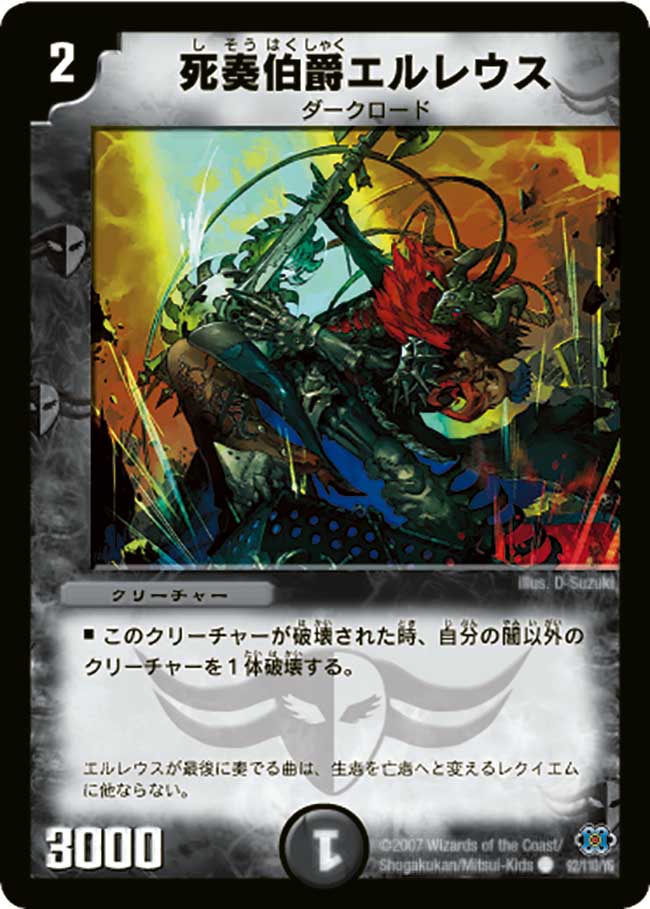 2
しそうはくしゃく
死奏伯爵エルレウス
ダークロード
illus. D-Suzuki
クリーチャー
■ このクリーチャーが破壊された時、自分の闇以外の
クリーチャーを1体破壊する。
エルレウスが最後に奏でる曲は、生者を亡者へと変えるレクイエム
に他ならない。
3000
1
©2007 Wizards of the Coast/
Shogakukan/Mitsui-Kids
92/110/Y6